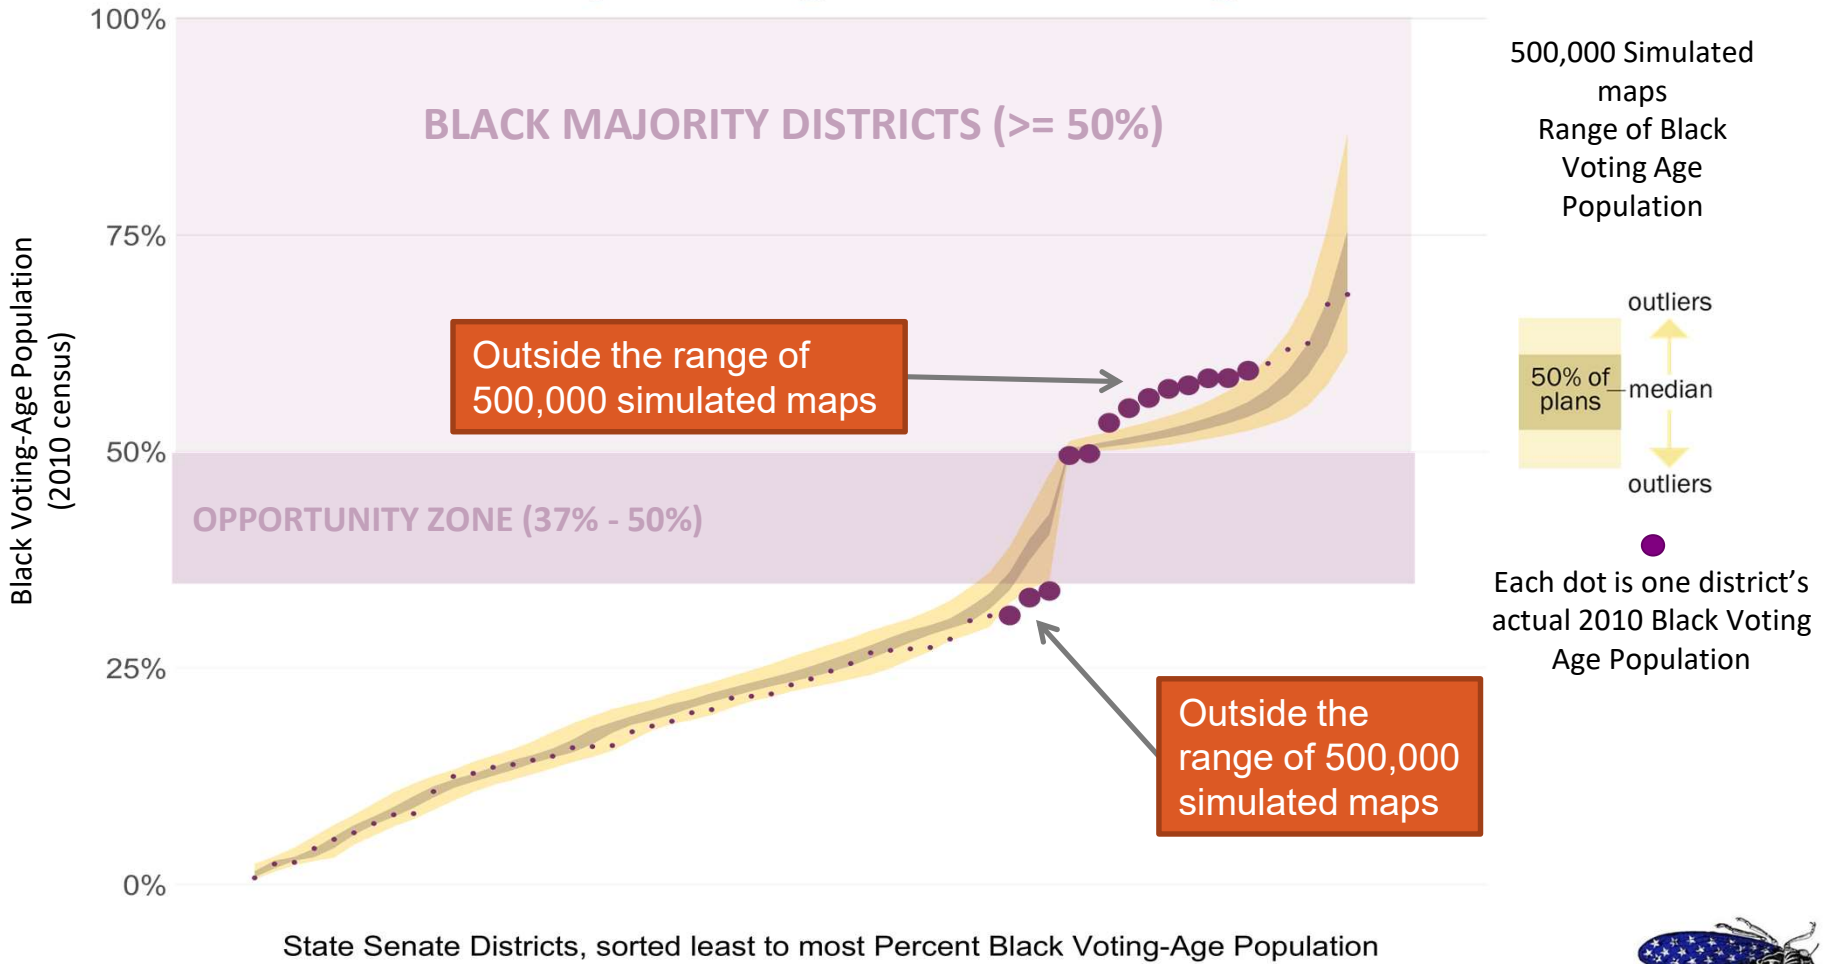 100%
75%
50%
25%
0%
Black Voting-Age Population
(2010 census)
BLACK MAJORITY DISTRICTS (>= 50%)
OPPORTUNITY ZONE (37% - 50%)
Outside the range of
500,000 simulated maps
Outside the
range of 500,000
simulated maps
State Senate Districts, sorted least to most Percent Black Voting-Age Population
500,000 Simulated
maps
Range of Black
Voting Age
Population
outliers
50% of
plans
median
outliers
Each dot is one district’s
actual 2010 Black Voting
Age Population